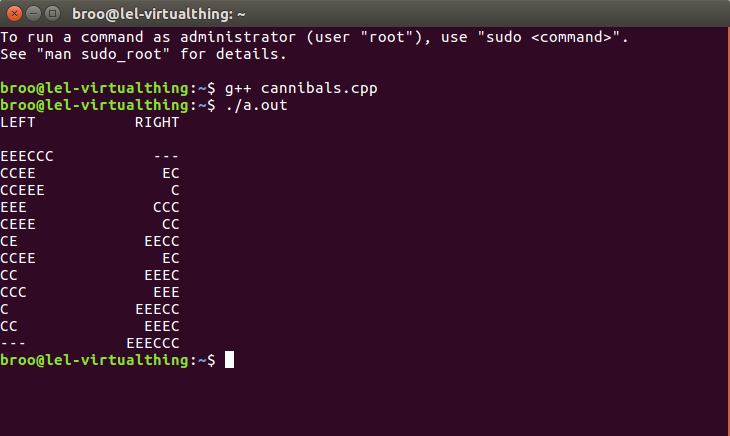 broo@lel-virtualthing: ~
To run a command as administrator (user "root"), use "sudo <command>".
See "man sudo_root" for details.
broo@lel-virtualthing:~$ g++ cannibals.cpp
broo@lel-virtualthing:~$ ./a.out
LEFT           RIGHT
EEECCC           ---
CCEE              EC
CCEEE              C
EEE              CCC
CEEE              CC
CE              EECC
CCEE              EC
CC              EEEC
CCC              EEE
C              EEECC
CC              EEEC
---           EEECCC
broo@lel-virtualthing:~$